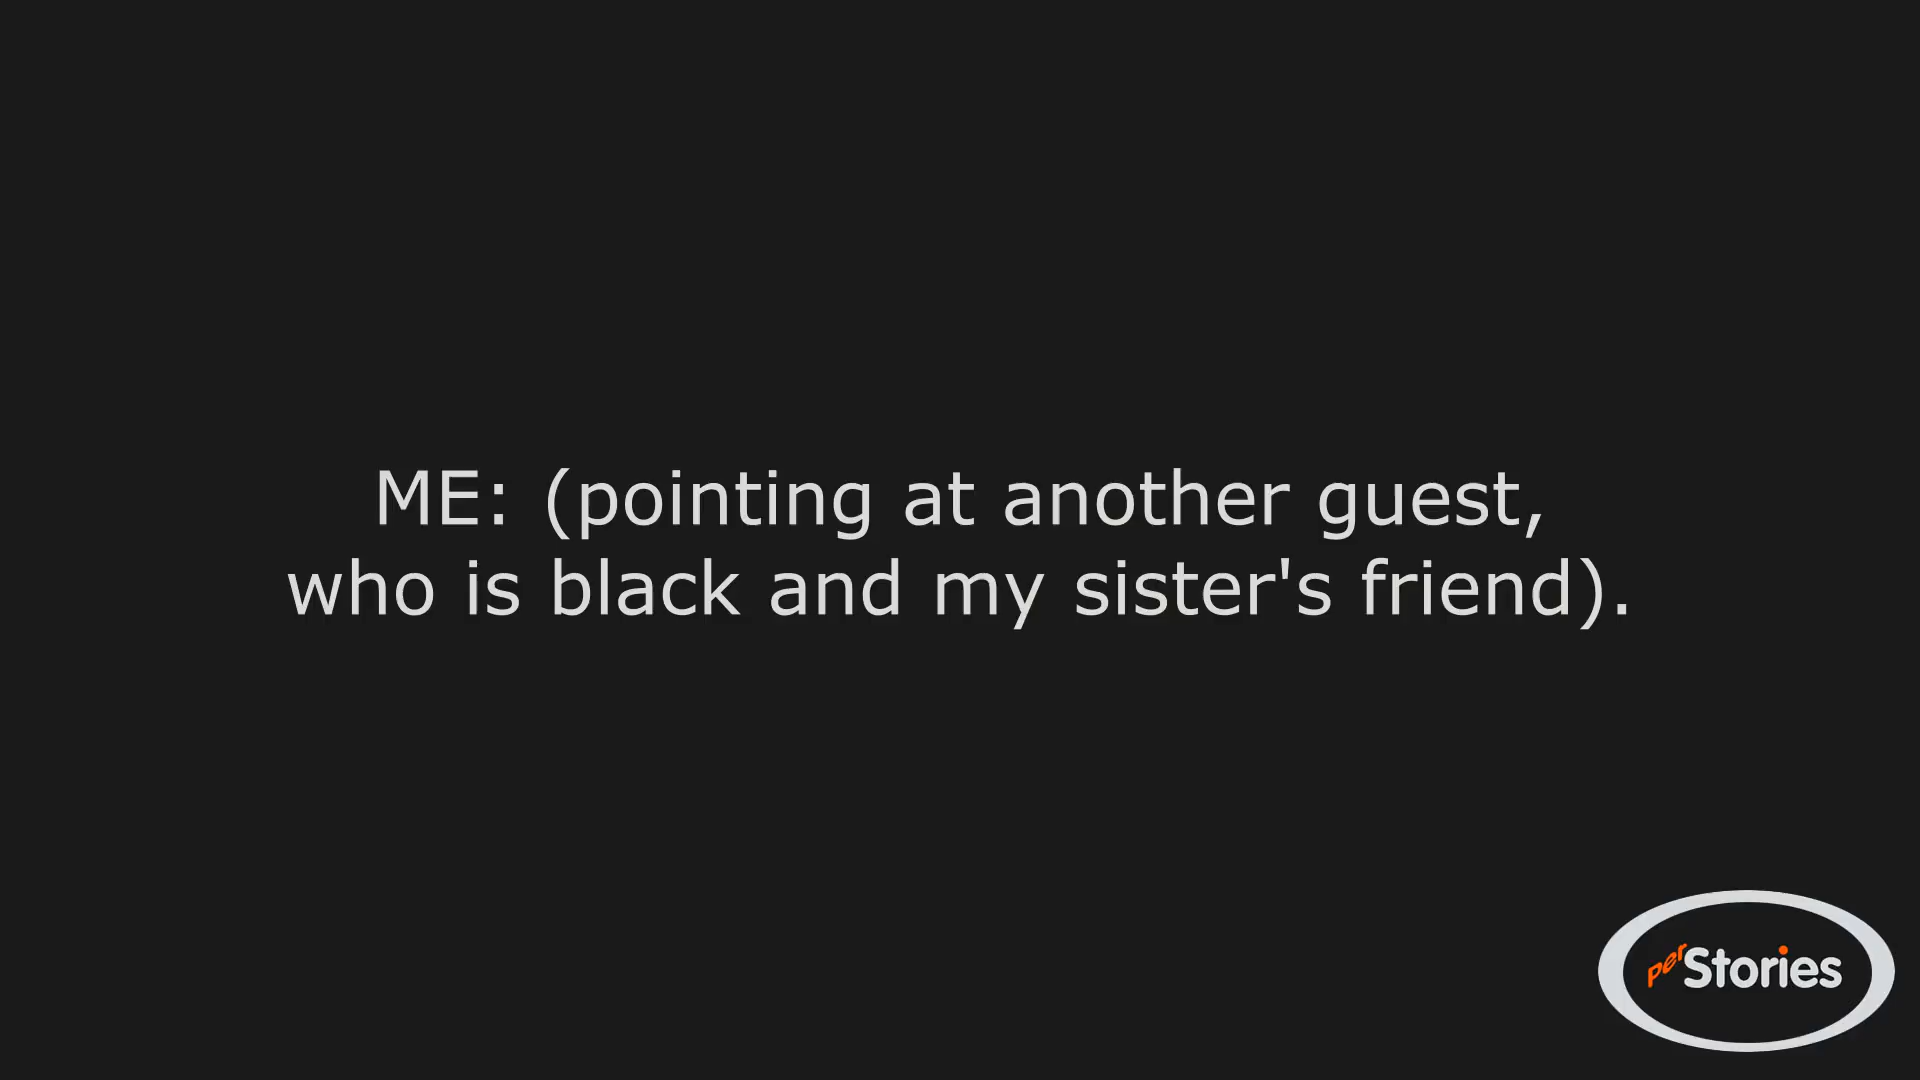 ME: (pointing at another guest,
who is black and my sister's friend).
perStories